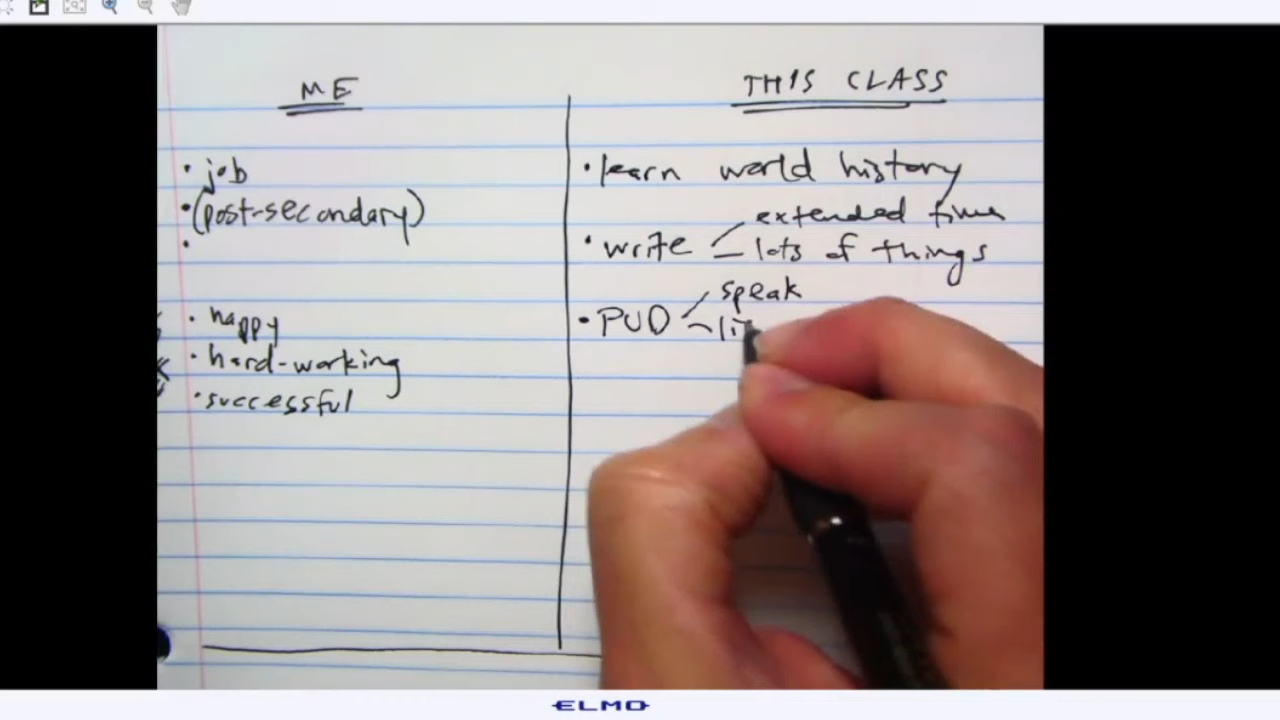 ME
• job
• (post-secondary)
•
• happy
• hard-working
• successful
THIS CLASS
• learn world history
extended time
• write lots of things
speak
• PUD
ELMO